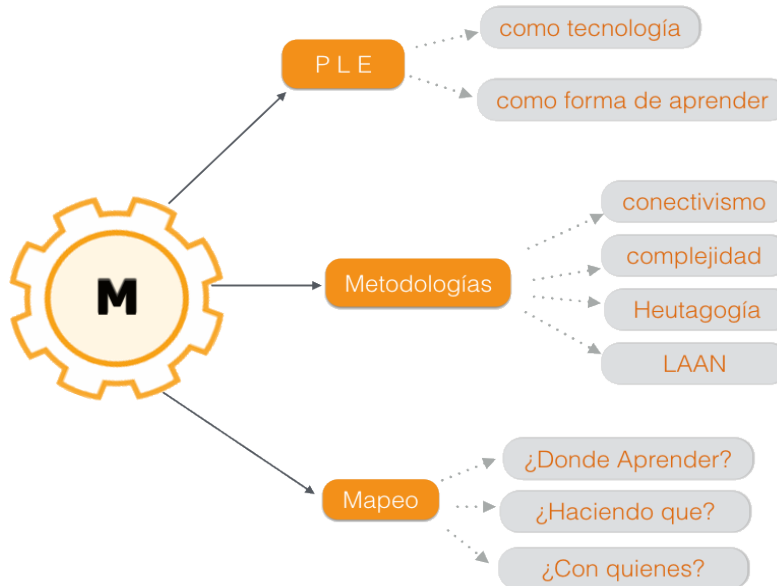 P L E
como tecnología
como forma de aprender
M
Metodologías
conectivismo
complejidad
Heutagogía
LAAN
Mapeo
¿Donde Aprender?
¿Haciendo que?
¿Con quienes?